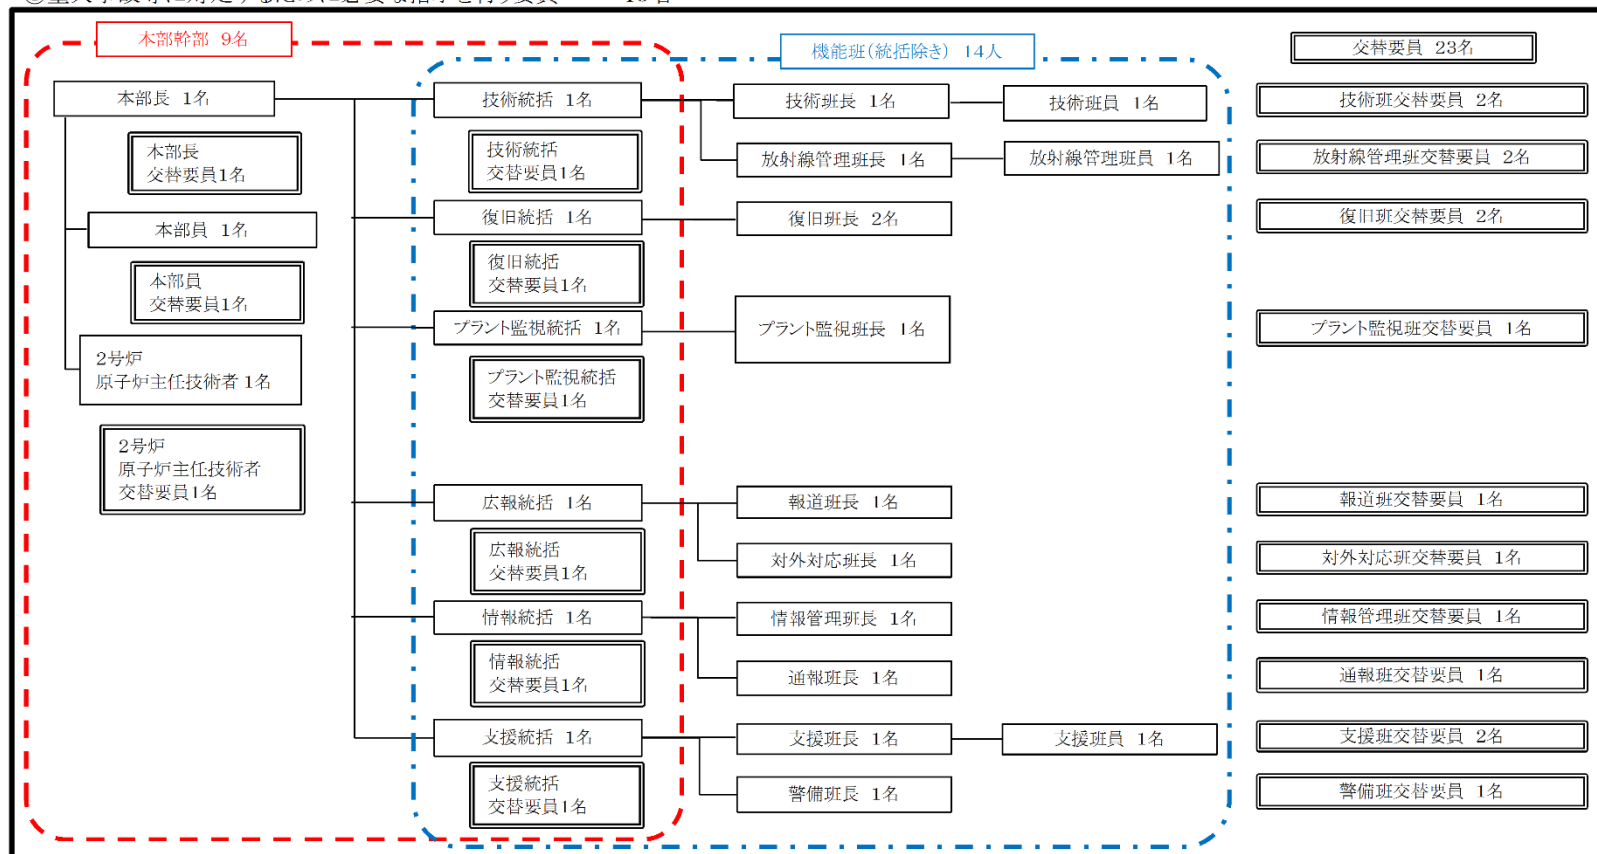 本部幹部 9名
機能班(統括除き) 14人
交替要員 23名
本部長 1名
技術統括 1名
技術班長 1名
技術班員 1名
技術班交替要員 2名
本部長
交替要員1名
技術統括
交替要員1名
放射線管理班長 1名
放射線管理班員 1名
放射線管理班交替要員 2名
本部員 1名
復旧統括 1名
復旧班長 2名
復旧班交替要員 2名
本部員
交替要員1名
復旧統括
交替要員1名
プラント監視統括 1名
プラント監視班長 1名
プラント監視班交替要員 1名
2号炉
原子炉主任技術者 1名
プラント監視統括
交替要員1名
2号炉
原子炉主任技術者
交替要員1名
広報統括 1名
報道班長 1名
報道班交替要員 1名
広報統括
交替要員1名
対外対応班長 1名
対外対応班交替要員 1名
情報統括 1名
情報管理班長 1名
情報管理班交替要員 1名
情報統括
交替要員1名
通報班長 1名
通報班交替要員 1名
支援統括 1名
支援班長 1名
支援班員 1名
支援班交替要員 2名
支援統括
交替要員1名
警備班長 1名
警備班交替要員 1名